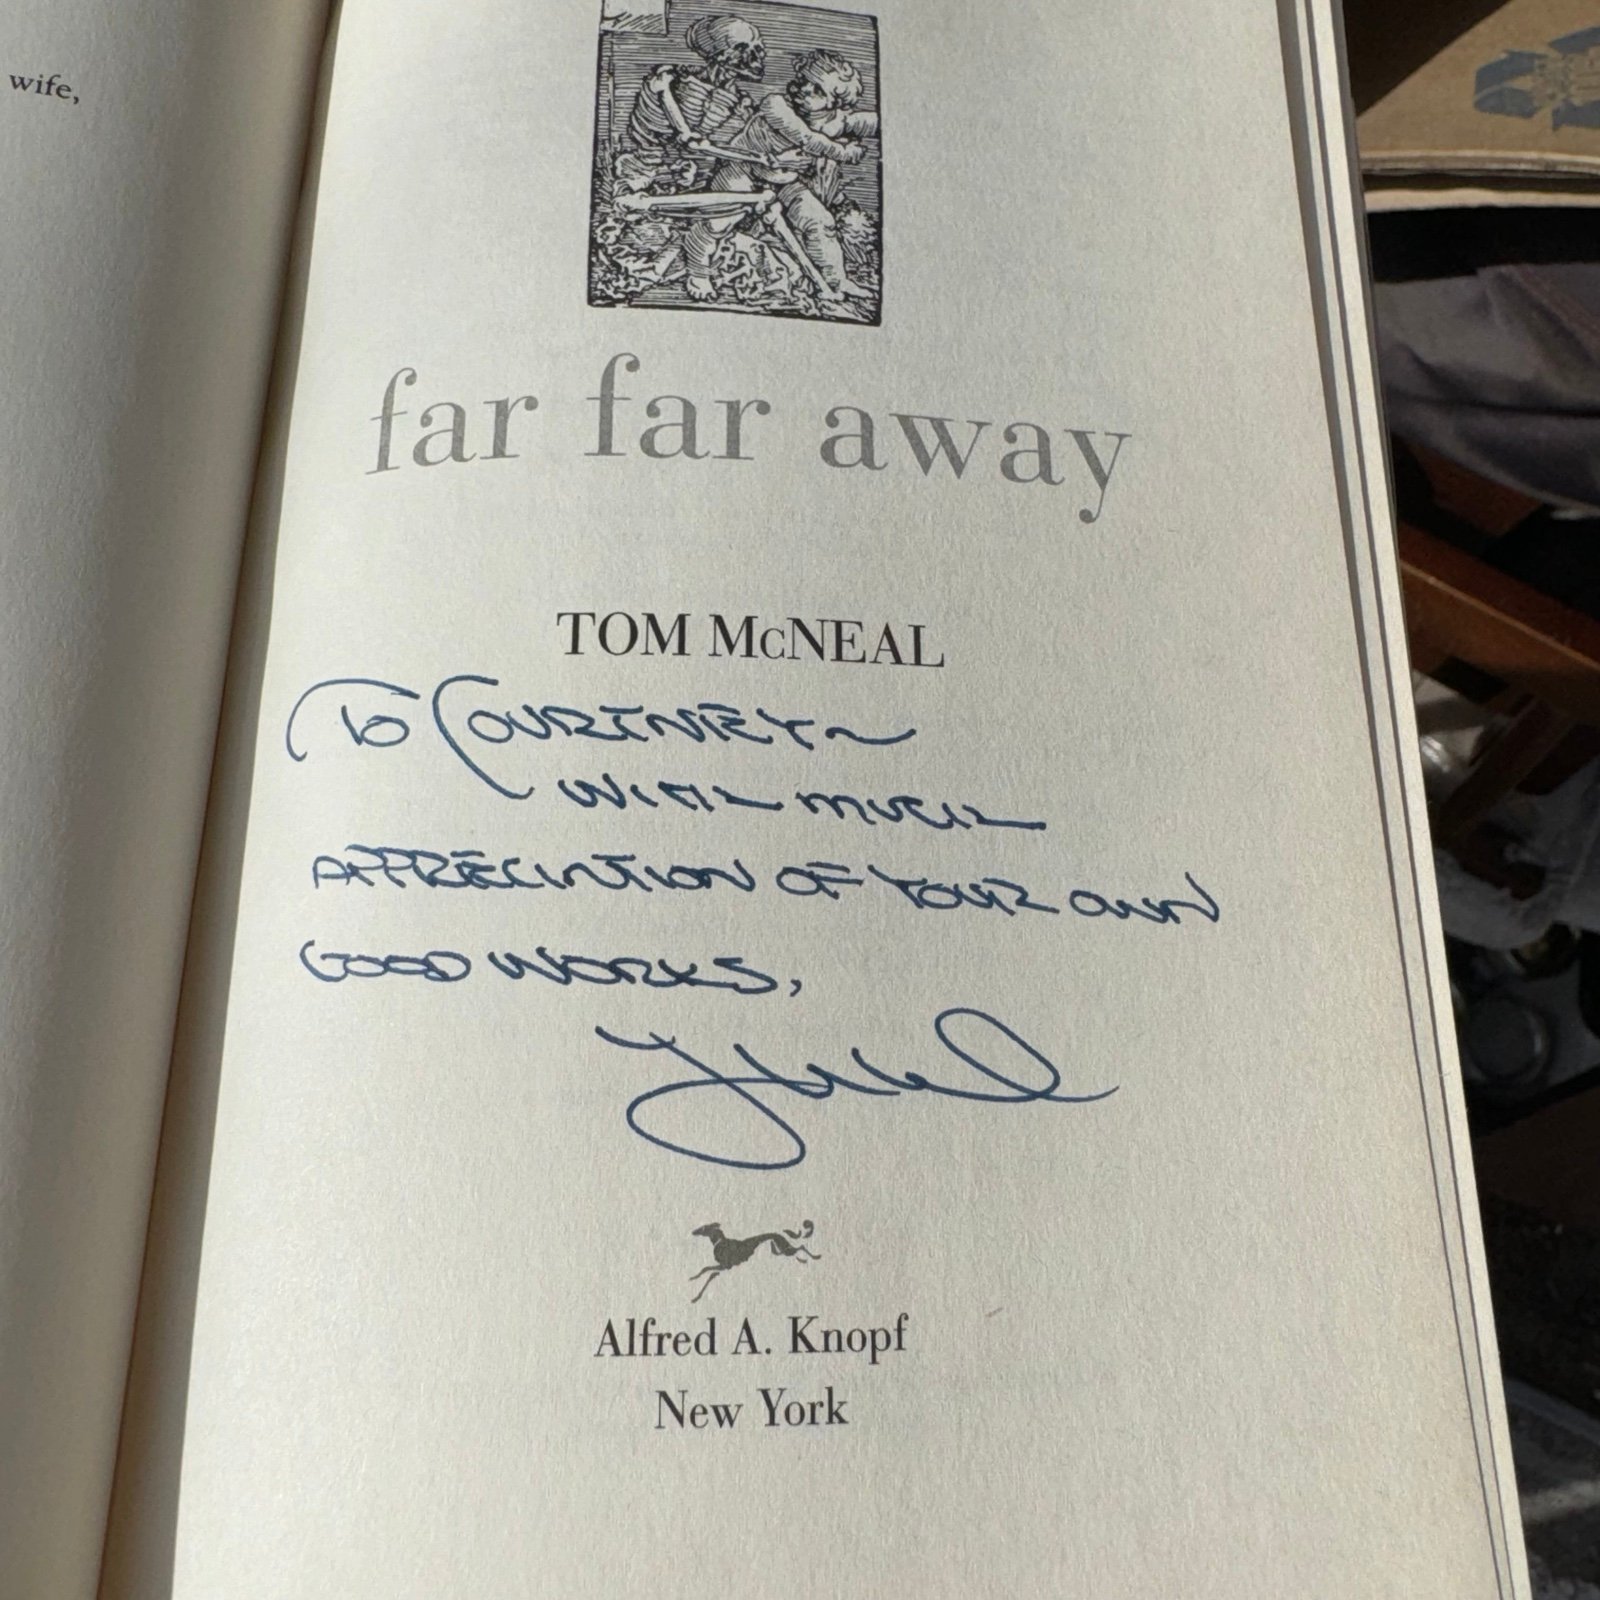 wife,
far far away
TOM McNEAL
TO COURTNEY~
WITH MUCH
APPRECIATION OF YOUR OWN
GOOD WORKS,
Alfred A. Knopf
New York